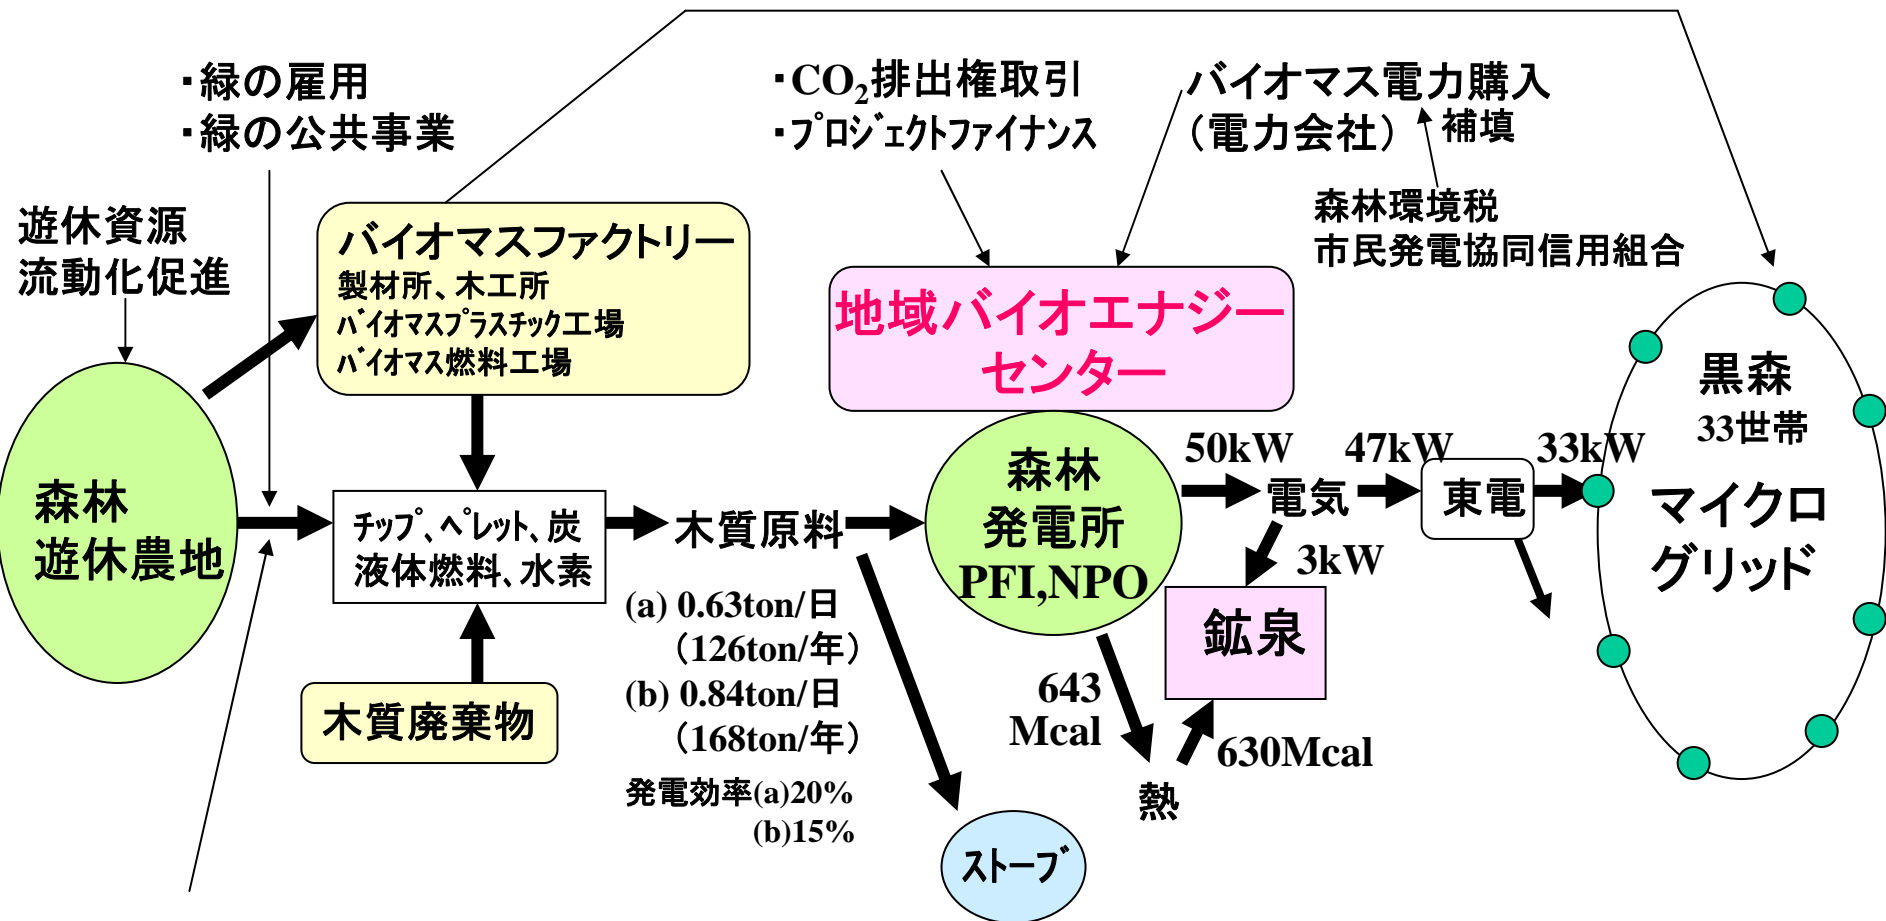 ・緑の雇用
・緑の公共事業
・CO₂排出権取引
・プロジェクトファイナンス
バイオマス電力購入
（電力会社）
補填
森林環境税
市民発電協同信用組合
遊休資源
流動化促進
バイオマスファクトリー
製材所、木工所
バイオマスプラスチック工場
バイオマス燃料工場
地域バイオエナジー
センター
森林
遊休農地
チップ、ペレット、炭
液体燃料、水素
木質廃棄物
木質原料
(a) 0.63ton/日
（126ton/年）
(b) 0.84ton/日
（168ton/年）
発電効率(a)20%
(b)15%
ストーブ
森林
発電所
PFI,NPO
643
Mcal
熱
630Mcal
50kW
電気
3kW
鉱泉
47kW
東電
33kW
黒森
33世帯
マイクロ
グリッド